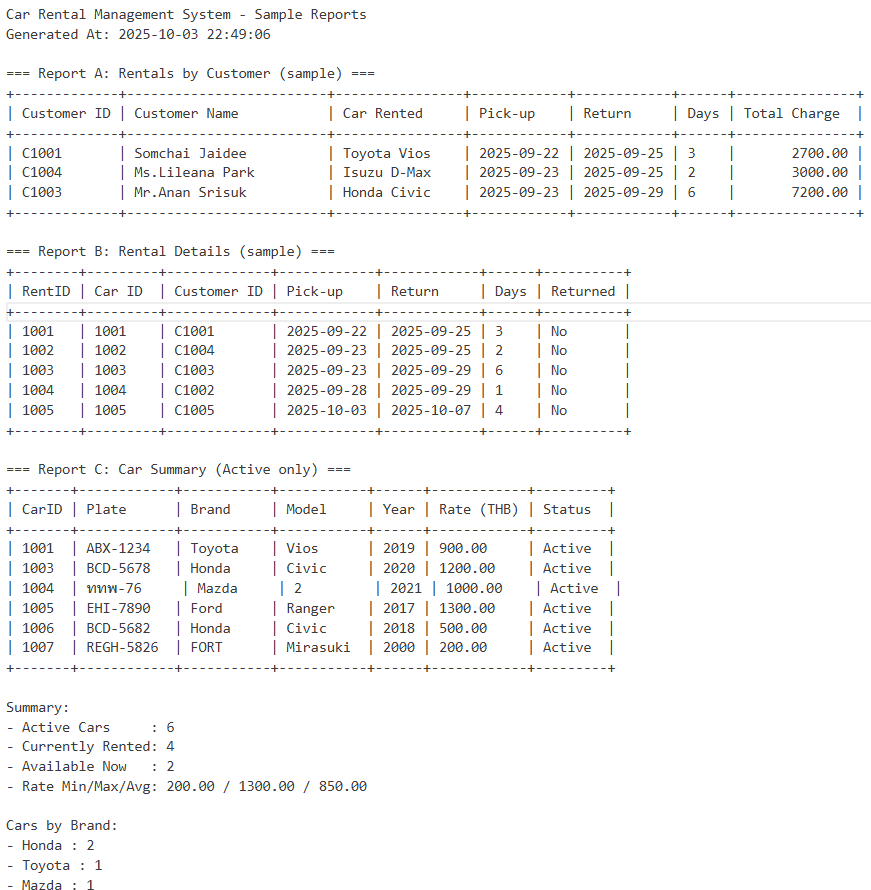 Car Rental Management System - Sample Reports
Generated At: 2025-10-03 22:49:06

=== Report A: Rentals by Customer (sample) ===
+-------------+-------------------------+----------------+------------+------------+------+---------------+
| Customer ID | Customer Name           | Car Rented     | Pick-up    | Return     | Days | Total Charge  |
+-------------+-------------------------+----------------+------------+------------+------+---------------+
| C1001       | Somchai Jaidee          | Toyota Vios    | 2025-09-22 | 2025-09-25 | 3    |       2700.00 |
| C1004       | Ms.Lileana Park         | Isuzu D-Max    | 2025-09-23 | 2025-09-25 | 2    |       3000.00 |
| C1003       | Mr.Anan Srisuk          | Honda Civic    | 2025-09-23 | 2025-09-29 | 6    |       7200.00 |
+-------------+-------------------------+----------------+------------+------------+------+---------------+

=== Report B: Rental Details (sample) ===
+--------+---------+-------------+------------+------------+------+----------+
| RentID | Car ID  | Customer ID | Pick-up    | Return     | Days | Returned |
+--------+---------+-------------+------------+------------+------+----------+
| 1001   | 1001    | C1001       | 2025-09-22 | 2025-09-25 | 3    | No       |
| 1002   | 1002    | C1004       | 2025-09-23 | 2025-09-25 | 2    | No       |
| 1003   | 1003    | C1003       | 2025-09-23 | 2025-09-29 | 6    | No       |
| 1004   | 1004    | C1002       | 2025-09-28 | 2025-09-29 | 1    | No       |
| 1005   | 1005    | C1005       | 2025-10-03 | 2025-10-07 | 4    | No       |
+--------+---------+-------------+------------+------------+------+----------+

=== Report C: Car Summary (Active only) ===
+-------+------------+-----------+-----------+------+------------+---------+
| CarID | Plate      | Brand     | Model     | Year | Rate (THB) | Status  |
+-------+------------+-----------+-----------+------+------------+---------+
| 1001  | ABX-1234   | Toyota    | Vios      | 2019 | 900.00     | Active  |
| 1003  | BCD-5678   | Honda     | Civic     | 2020 | 1200.00    | Active  |
| 1004  | ททพ-76     | Mazda     | 2         | 2021 | 1000.00    | Active  |
| 1005  | EHI-7890   | Ford      | Ranger    | 2017 | 1300.00    | Active  |
| 1006  | BCD-5682   | Honda     | Civic     | 2018 | 500.00     | Active  |
| 1007  | REGH-5826  | FORT      | Mirasuki  | 2000 | 200.00     | Active  |
+-------+------------+-----------+-----------+------+------------+---------+

Summary:
- Active Cars     : 6
- Currently Rented: 4
- Available Now   : 2
- Rate Min/Max/Avg: 200.00 / 1300.00 / 850.00

Cars by Brand:
- Honda : 2
- Toyota : 1
- Mazda : 1